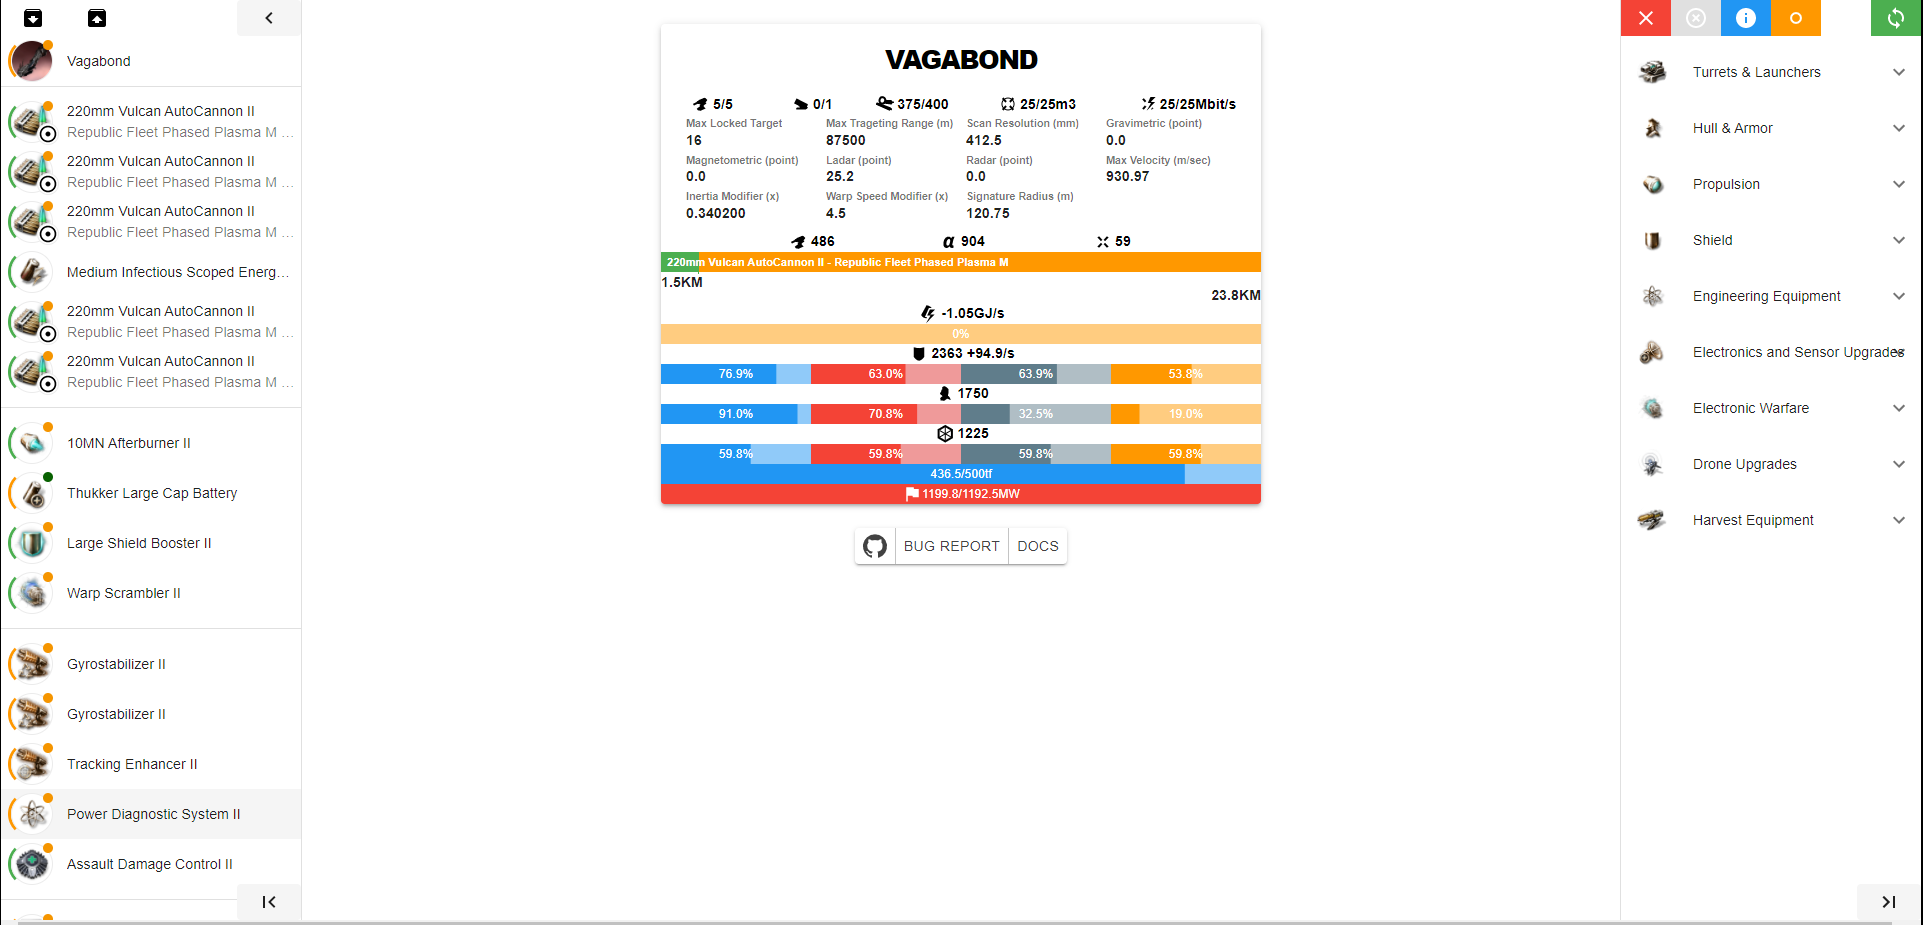 Vagabond
220mm Vulcan AutoCannon II
Republic Fleet Phased Plasma M ...
220mm Vulcan AutoCannon II
Republic Fleet Phased Plasma M ...
220mm Vulcan AutoCannon II
Republic Fleet Phased Plasma M ...
Medium Infectious Scoped Energ...
220mm Vulcan AutoCannon II
Republic Fleet Phased Plasma M ...
220mm Vulcan AutoCannon II
Republic Fleet Phased Plasma M ...
10MN Afterburner II
Thukker Large Cap Battery
Large Shield Booster II
Warp Scrambler II
Gyrostabilizer II
Gyrostabilizer II
Tracking Enhancer II
Power Diagnostic System II
Assault Damage Control II
VAGABOND
5/5 0/1 375/400 25/25m3 25/25Mbit/s
Max Locked Target Max Trageting Range (m) Scan Resolution (mm) Gravimetric (point)
16 87500 412.5 0.0
Magnetometric (point) Ladar (point) Radar (point) Max Velocity (m/sec)
0.0 25.2 0.0 930.97
Inertia Modifier (x) Warp Speed Modifier (x) Signature Radius (m)
0.340200 4.5 120.75
486 α 904 59
220mm Vulcan AutoCannon II - Republic Fleet Phased Plasma M
1.5KM
23.8KM
-1.05GJ/s
0%
2363 +94.9/s
76.9% 63.0% 63.9% 53.8%
1750
91.0% 70.8% 32.5% 19.0%
1225
59.8% 59.8% 59.8% 59.8%
436.5/500tf
1199.8/1192.5MW
BUG REPORT DOCS
Turrets & Launchers
Hull & Armor
Propulsion
Shield
Engineering Equipment
Electronics and Sensor Upgrades
Electronic Warfare
Drone Upgrades
Harvest Equipment